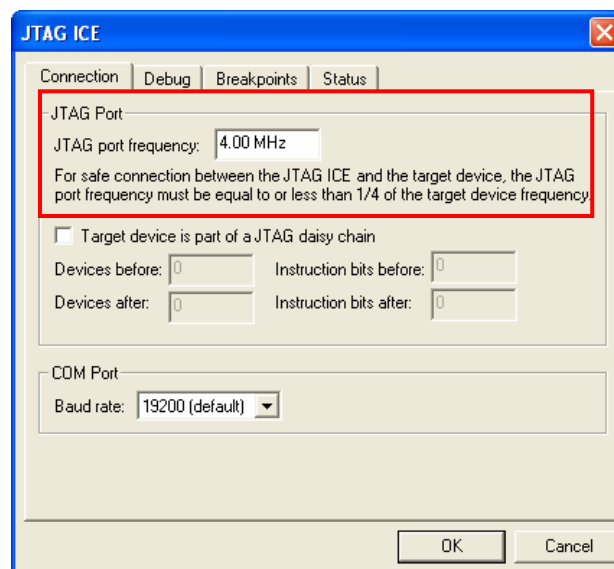 JTAG ICE
Connection Debug Breakpoints Status
JTAG Port
JTAG port frequency: 4.00 MHz
For safe connection between the JTAG ICE and the target device, the JTAG
port frequency must be equal to or less than 1/4 of the target device frequency.
Target device is part of a JTAG daisy chain
Devices before: 0 Instruction bits before: 0
Devices after: 0 Instruction bits after: 0
COM Port
Baud rate: 19200 (default)
OK Cancel